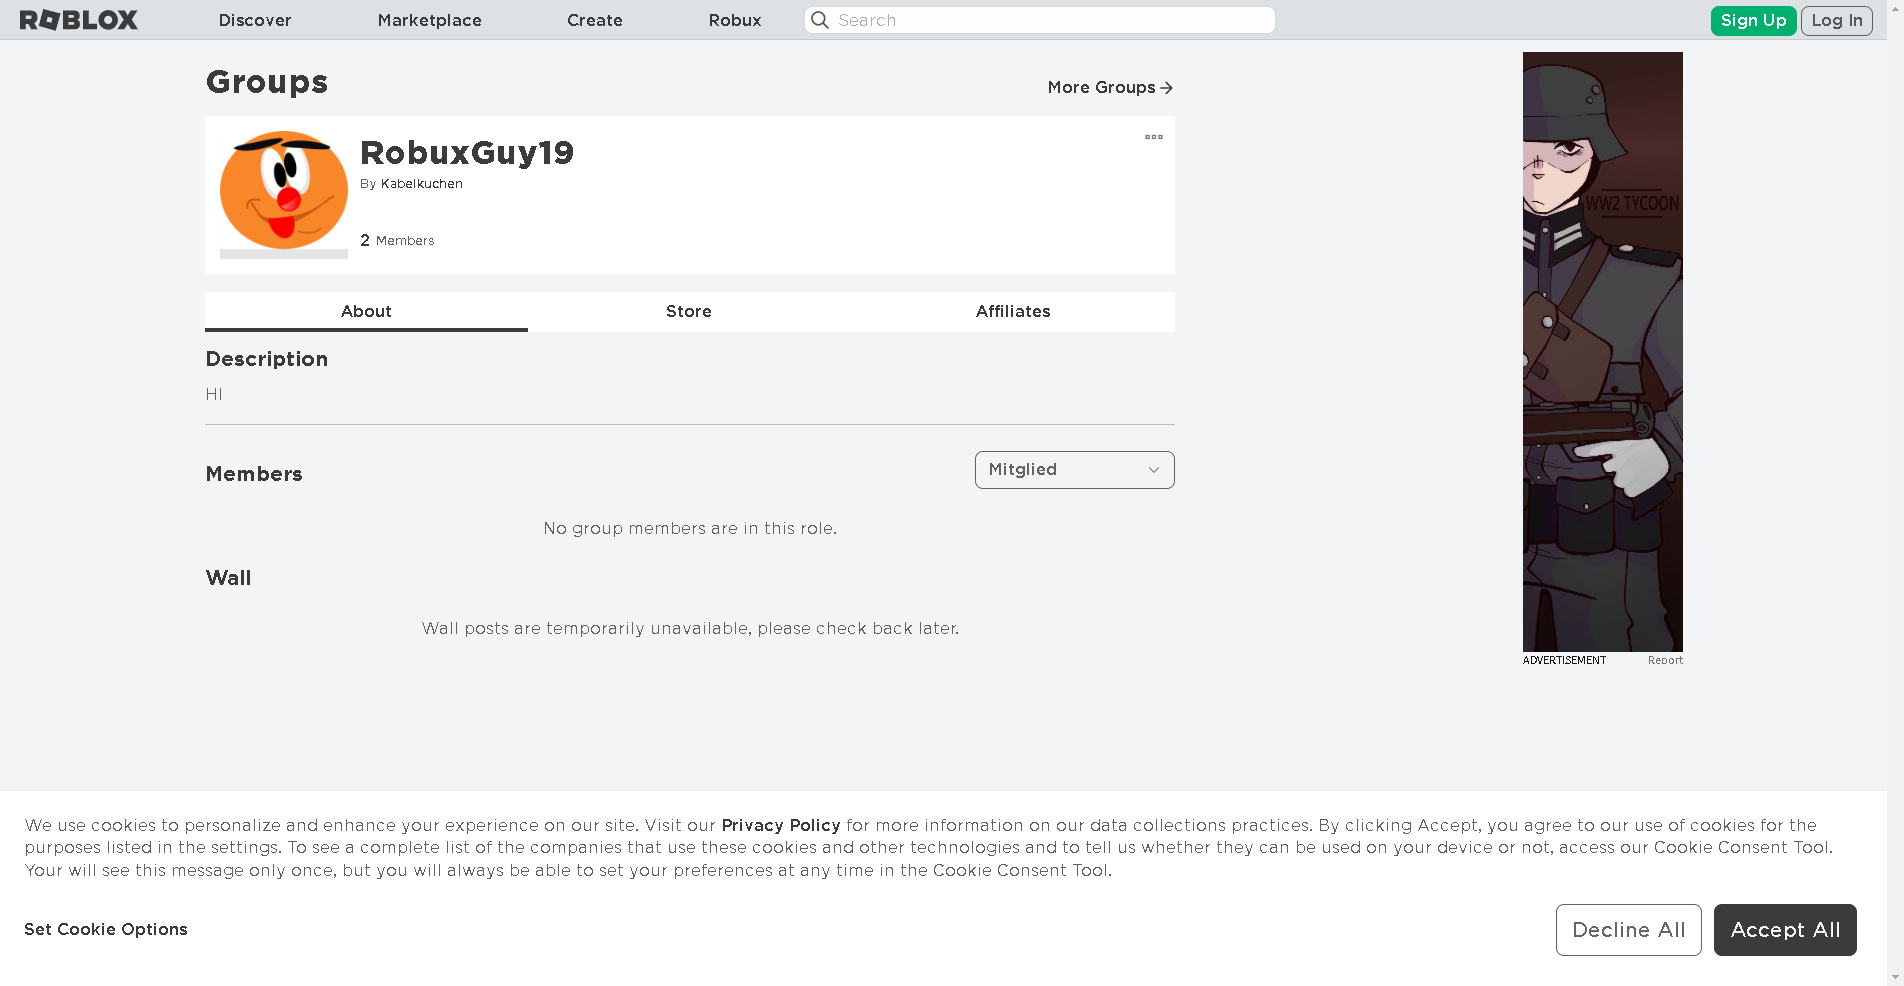 ROBLOX
Discover
Marketplace
Create
Robux
Search
Sign Up
Log In
Groups
More Groups
RobuxGuy19
By Kabelkuchen
2 Members
About
Store
Affiliates
Description
HI
Members
Mitglied
No group members are in this role.
Wall
Wall posts are temporarily unavailable, please check back later.
WW2 TYCOON
ADVERTISEMENT
Report
We use cookies to personalize and enhance your experience on our site. Visit our Privacy Policy for more information on our data collections practices. By clicking Accept, you agree to our use of cookies for the
purposes listed in the settings. To see a complete list of the companies that use these cookies and other technologies and to tell us whether they can be used on your device or not, access our Cookie Consent Tool.
Your will see this message only once, but you will always be able to set your preferences at any time in the Cookie Consent Tool.
Set Cookie Options
Decline All
Accept All